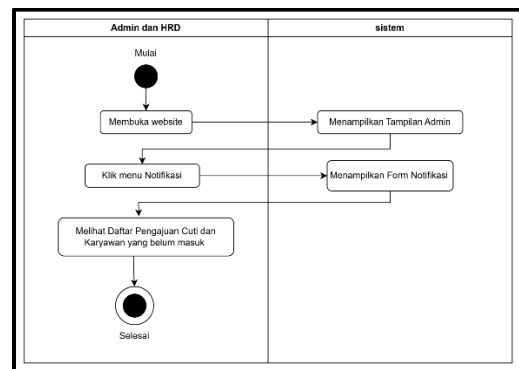 Admin dan HRD
sistem
Mulai
Membuka website
Menampilkan Tampilan Admin
Klik menu Notifikasi
Menampilkan Form Notifikasi
Melihat Daftar Pengajuan Cuti dan
Karyawan yang belum masuk
Selesai